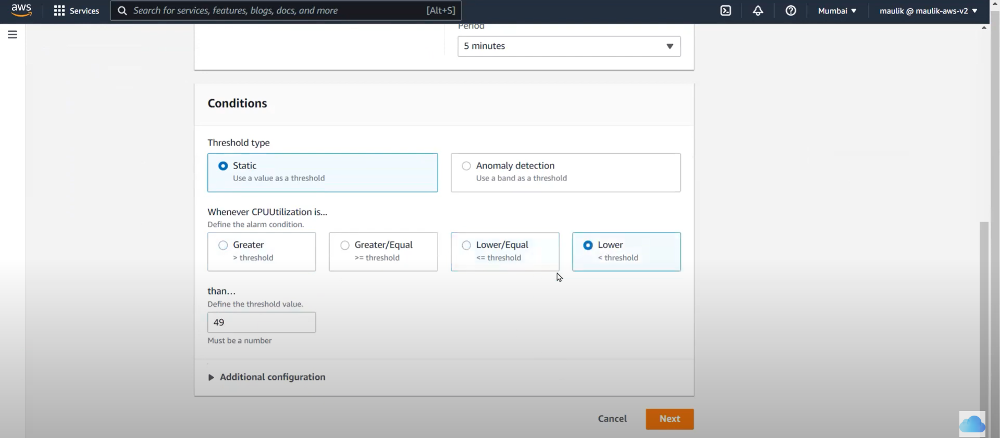 aws
Services
Search for services, features, blogs, docs, and more [Alt+S]
Mumbai ▼
maulik @ maulik-aws-v2 ▼
Period
5 minutes
Conditions
Threshold type
Static
Use a value as a threshold
Anomaly detection
Use a band as a threshold
Whenever CPUUtilization is...
Define the alarm condition.
Greater
> threshold
Greater/Equal
>= threshold
Lower/Equal
<= threshold
Lower
< threshold
than...
Define the threshold value.
49
Must be a number
Additional configuration
Cancel
Next